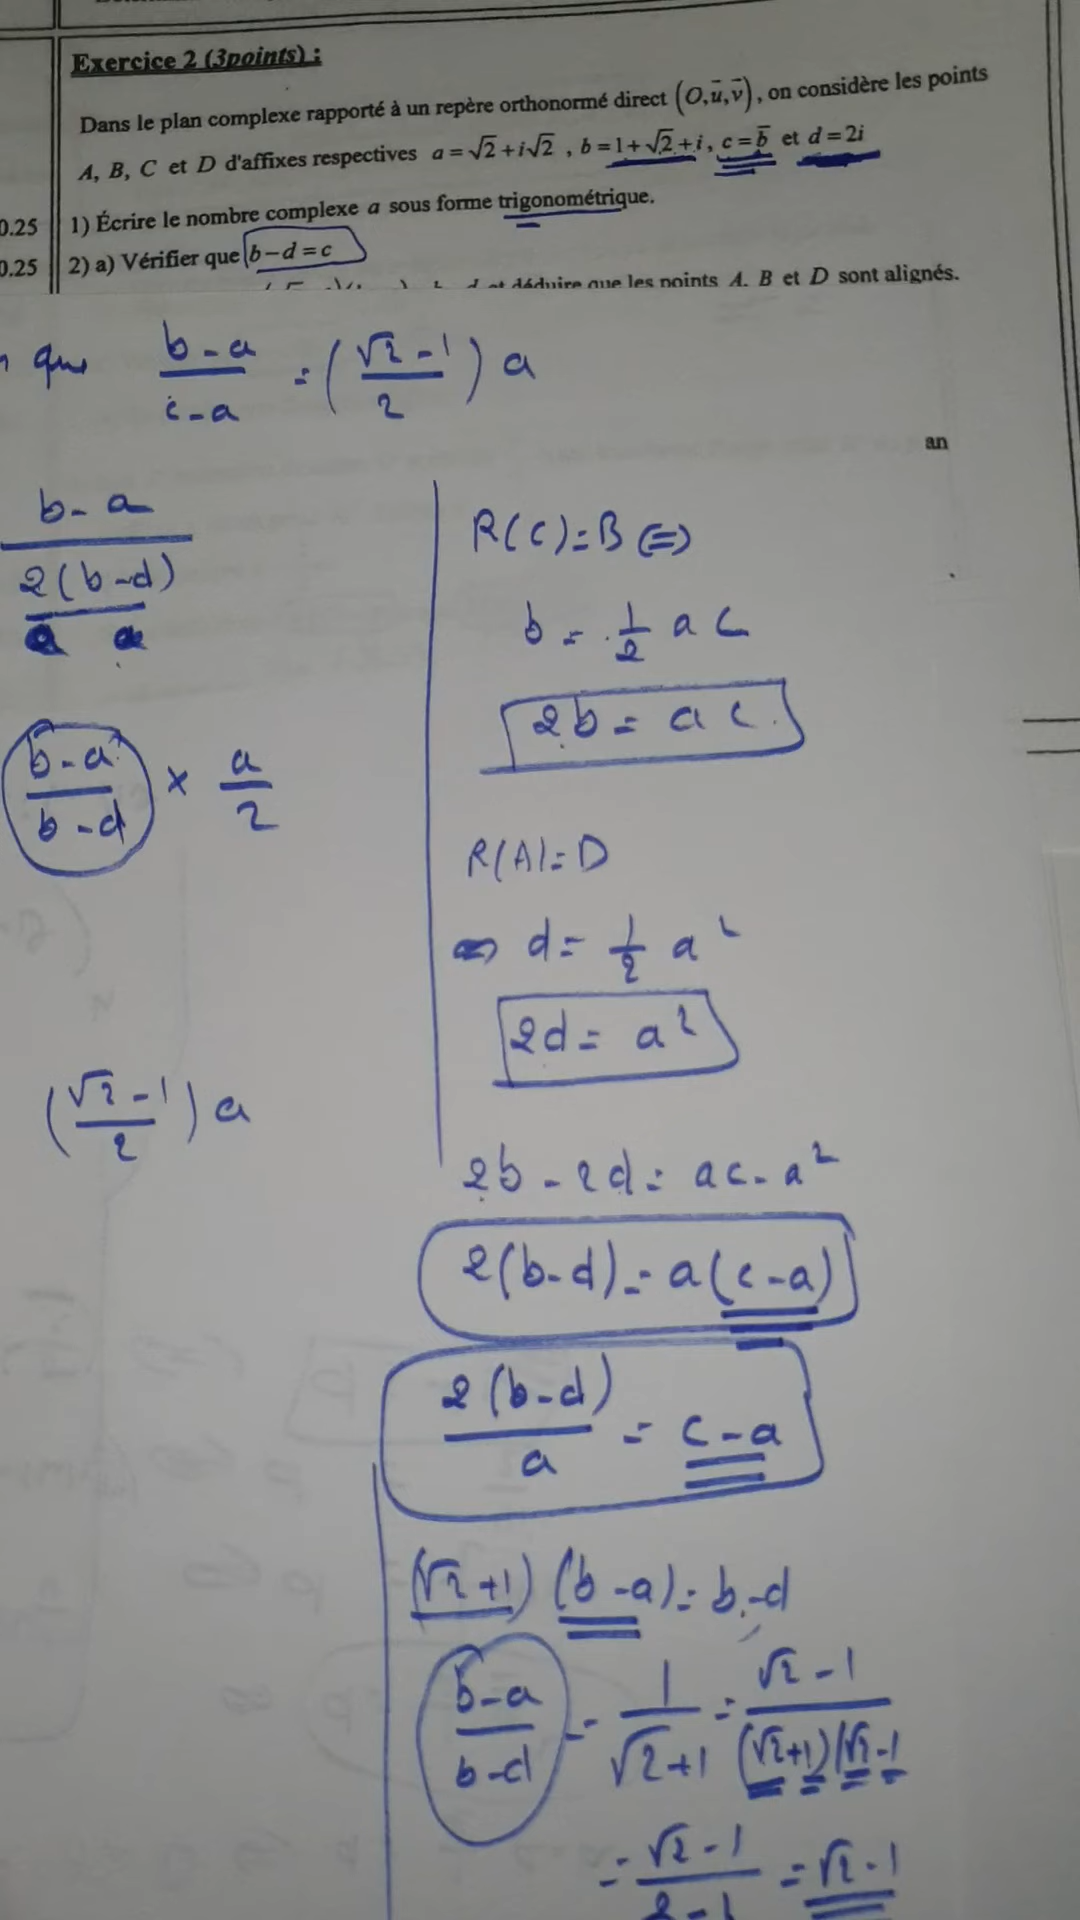 Exercice 2 (3points) :
Dans le plan complexe rapporté à un repère orthonormé direct (O,u⃗,v⃗), on considère les points
A, B, C et D d'affixes respectives a = √2 + i√2 , b = 1 + √2 + i , c = b̄ et d = 2i
0.25 1) Écrire le nombre complexe a sous forme trigonométrique.
0.25 2) a) Vérifier que b – d = c
et déduire que les points A, B et D sont alignés.
que (b - a)/(c - a) = ((√2 - 1)/2) a
an
(b - a)/(2(b - d)/a)
(b - a)/(b - d) × a/2
((√2 - 1)/2) a
R(C) = B ⇔
b = 1/2 a c
2b = a c
R(A) = D
⇔ d = 1/2 a²
2d = a²
2b - 2d = ac - a²
2(b - d) = a(c - a)
2(b - d)/a = c - a
(√2 + 1)(b - a) = b - d
(b - a)/(b - d) = 1/(√2 + 1) = (√2 - 1)/((√2 + 1)(√2 - 1
= (√2 - 1)/(2 - 1) = √2 - 1